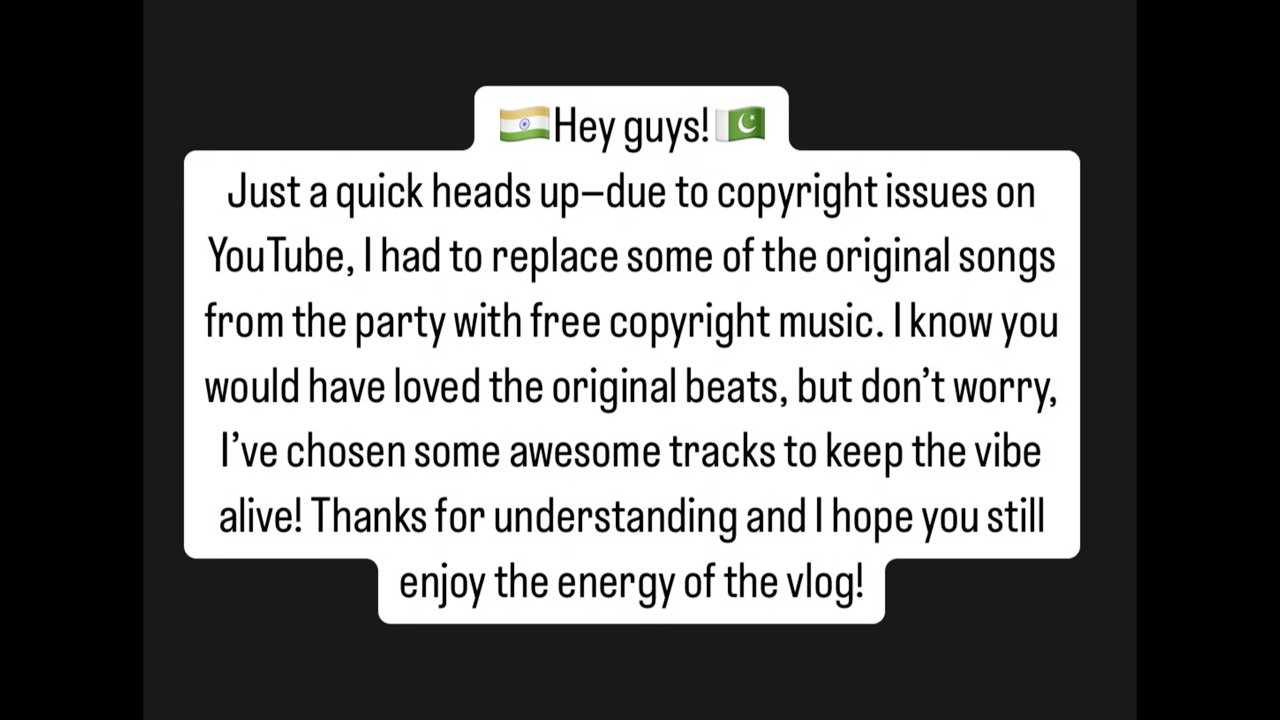 🇮🇳Hey guys!🇵🇰
Just a quick heads up—due to copyright issues on
YouTube, I had to replace some of the original songs
from the party with free copyright music. I know you
would have loved the original beats, but don’t worry,
I’ve chosen some awesome tracks to keep the vibe
alive! Thanks for understanding and I hope you still
enjoy the energy of the vlog!